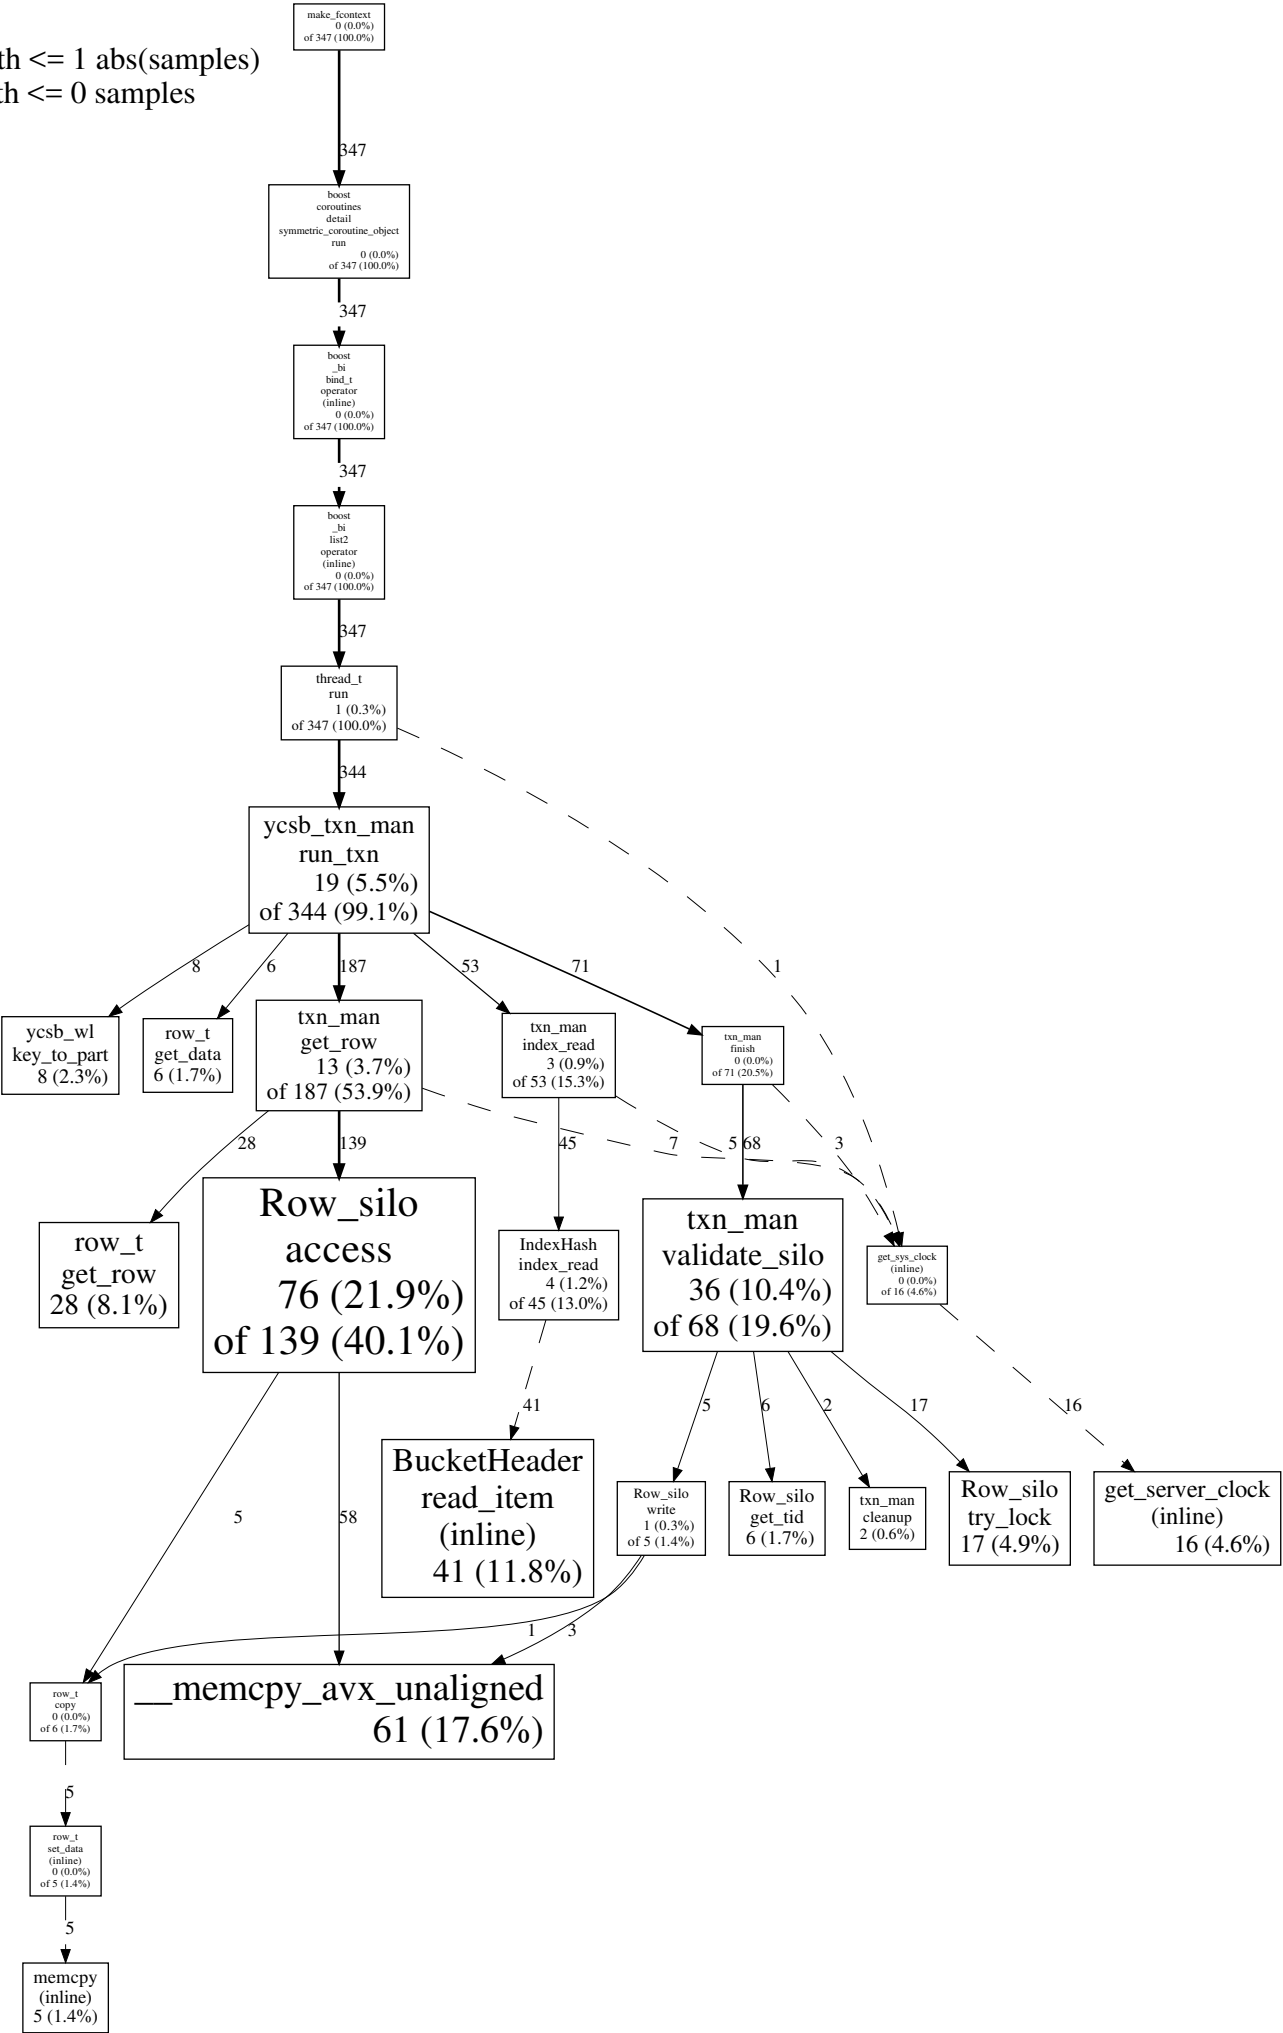 make_fcontext
0 (0.0%)
of 347 (100.0%)
th <= 1 abs(samples)
th <= 0 samples
347
boost
coroutines
detail
symmetric_coroutine_object
run
0 (0.0%)
of 347 (100.0%)
347
boost
_bi
bind_t
operator
(inline)
0 (0.0%)
of 347 (100.0%)
347
boost
_bi
list2
operator
(inline)
0 (0.0%)
of 347 (100.0%)
347
thread_t
run
1 (0.3%)
of 347 (100.0%)
344
ycsb_txn_man
run_txn
19 (5.5%)
of 344 (99.1%)
8
6
187
53
71
1
ycsb_wl
key_to_part
8 (2.3%)
row_t
get_data
6 (1.7%)
txn_man
get_row
13 (3.7%)
of 187 (53.9%)
txn_man
index_read
3 (0.9%)
of 53 (15.3%)
txn_man
finish
0 (0.0%)
of 71 (20.5%)
28
139
45
7
5
68
3
row_t
get_row
28 (8.1%)
Row_silo
access
76 (21.9%)
of 139 (40.1%)
IndexHash
index_read
4 (1.2%)
of 45 (13.0%)
txn_man
validate_silo
36 (10.4%)
of 68 (19.6%)
get_sys_clock
(inline)
0 (0.0%)
of 16 (4.6%)
41
5
6
2
17
16
5
58
BucketHeader
read_item
(inline)
41 (11.8%)
Row_silo
write
1 (0.3%)
of 5 (1.4%)
Row_silo
get_tid
6 (1.7%)
txn_man
cleanup
2 (0.6%)
Row_silo
try_lock
17 (4.9%)
get_server_clock
(inline)
16 (4.6%)
1
3
row_t
copy
0 (0.0%)
of 6 (1.7%)
__memcpy_avx_unaligned
61 (17.6%)
5
row_t
set_data
(inline)
0 (0.0%)
of 5 (1.4%)
5
memcpy
(inline)
5 (1.4%)